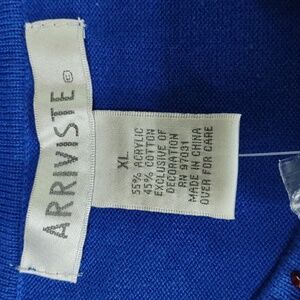 ARRIVISTE©
XL
55% ACRYLIC
45% COTTON
EXCLUSIVE OF
DECORATION
RN 97031
MADE IN CHINA
OVER FOR CARE